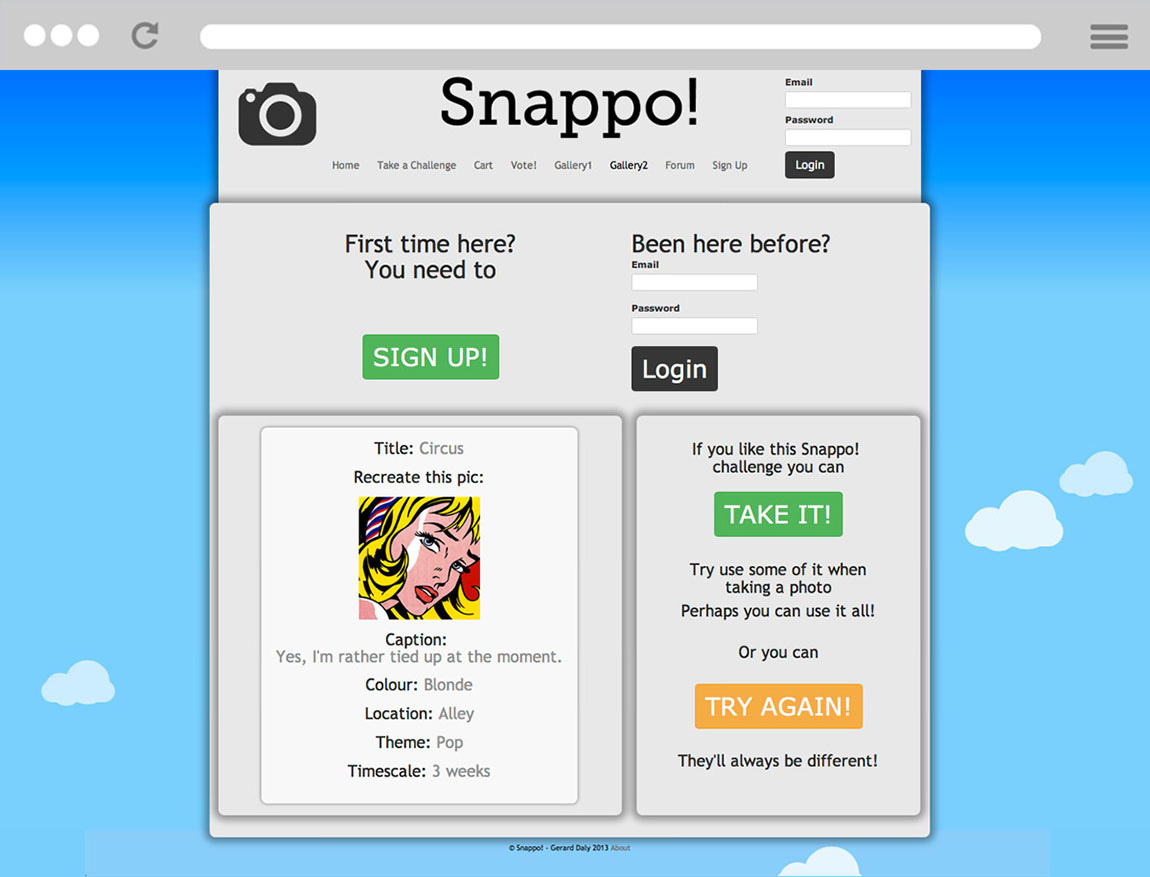 Snappo!
Email
Password
Login
Home Take a Challenge Cart Vote! Gallery1 Gallery2 Forum Sign Up
First time here?
You need to
SIGN UP!
Been here before?
Email
Password
Login
Title: Circus
Recreate this pic:
Caption:
Yes, I'm rather tied up at the moment.
Colour: Blonde
Location: Alley
Theme: Pop
Timescale: 3 weeks
If you like this Snappo!
challenge you can
TAKE IT!
Try use some of it when
taking a photo
Perhaps you can use it all!
Or you can
TRY AGAIN!
They'll always be different!
© Snappo! - Gerard Daly 2013 About